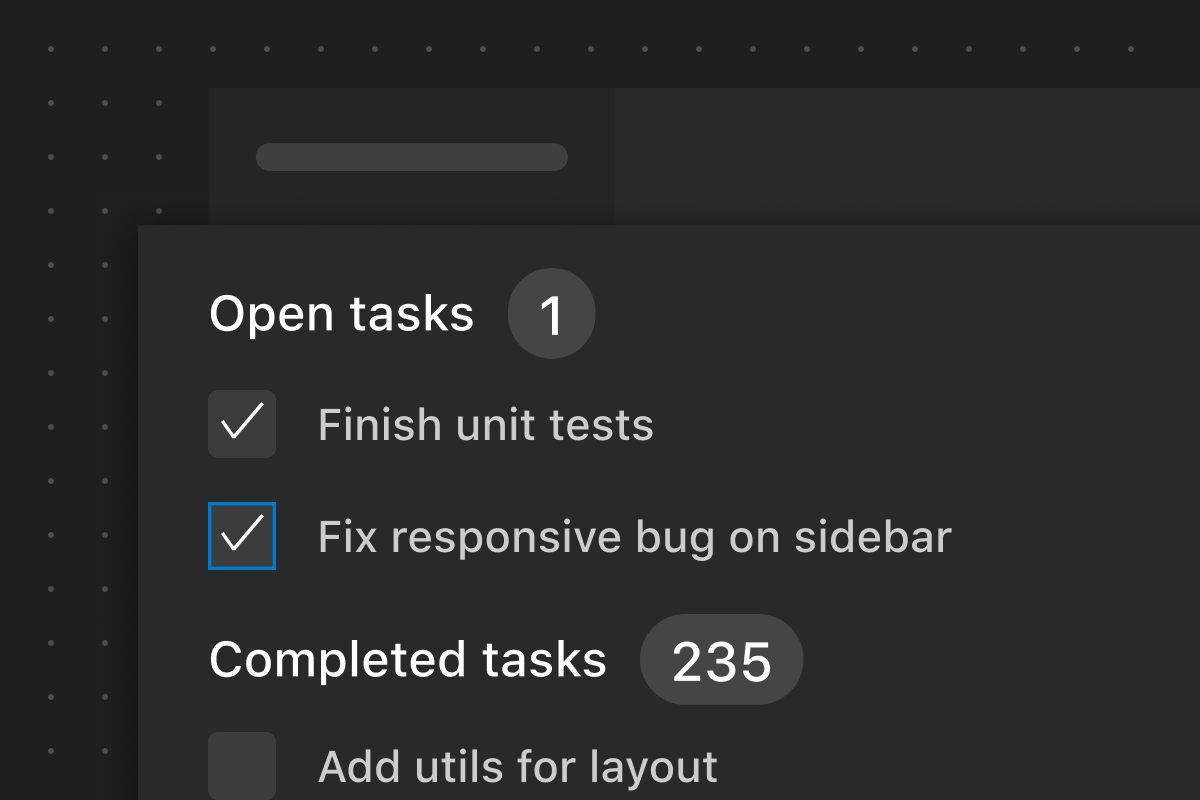 Open tasks 1
Finish unit tests
Fix responsive bug on sidebar
Completed tasks 235
Add utils for layout